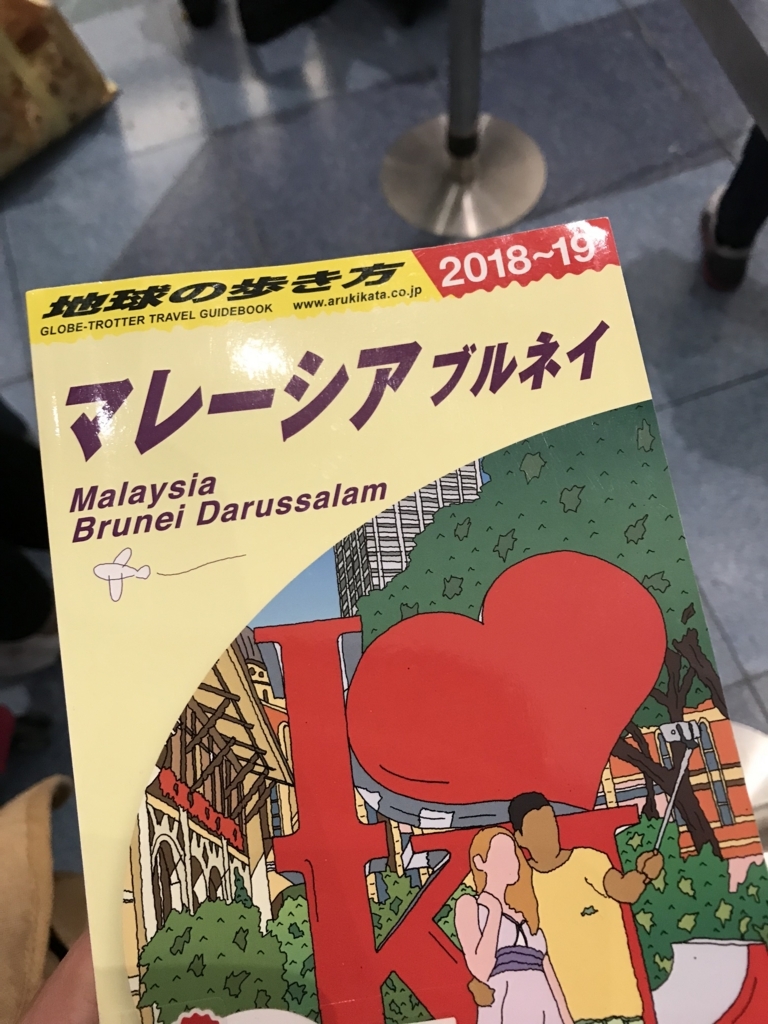 地球の歩き方
GLOBE-TROTTER TRAVEL GUIDEBOOK
www.arukikata.co.jp
2018~19
マレーシア ブルネイ
Malaysia
Brunei Darussalam
I
K L